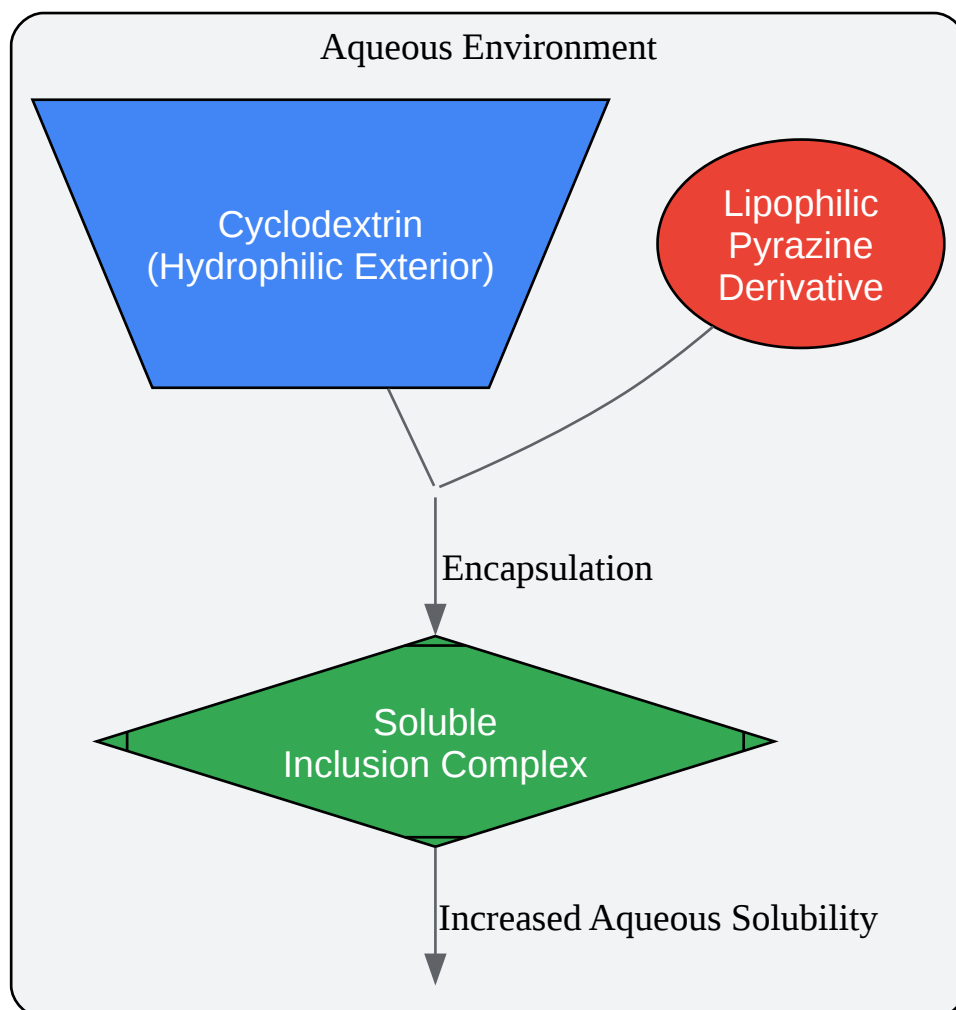 Aqueous Environment
Cyclodextrin
(Hydrophilic Exterior)
Lipophilic
Pyrazine
Derivative
Encapsulation
Soluble
Inclusion Complex
Increased Aqueous Solubility